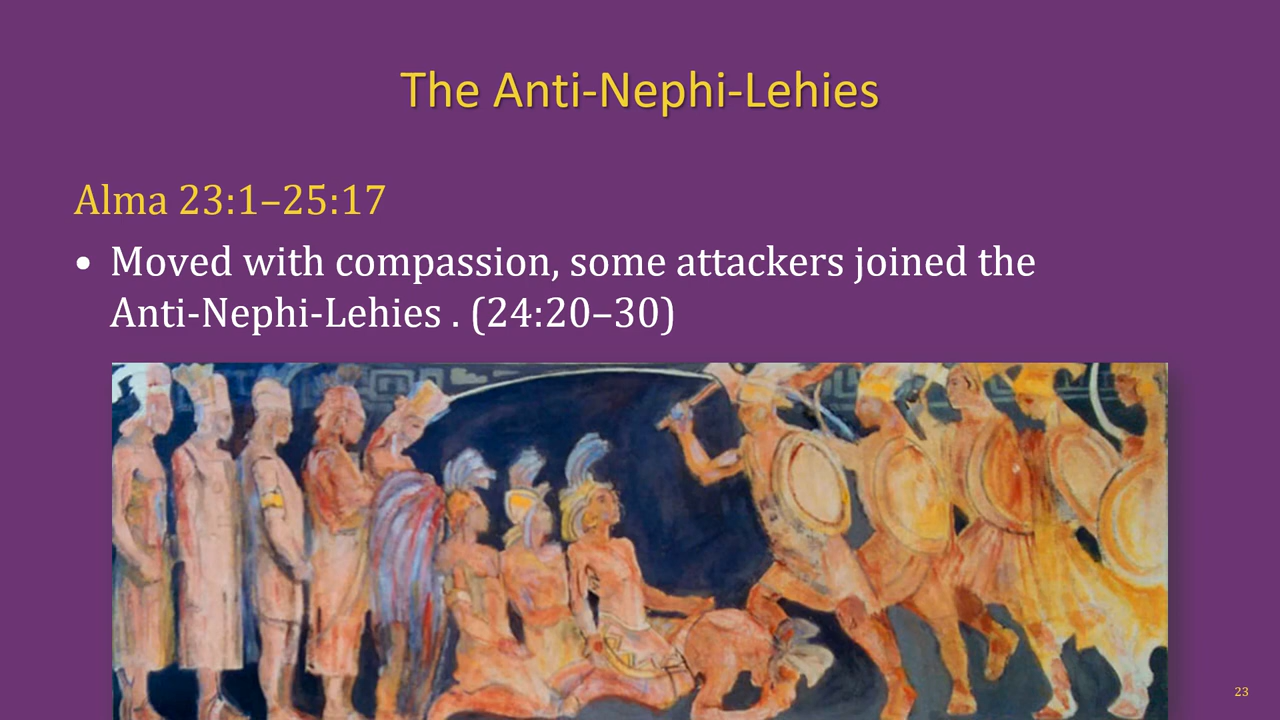 The Anti-Nephi-Lehies
Alma 23:1–25:17
• Moved with compassion, some attackers joined the
Anti-Nephi-Lehies . (24:20–30)
23